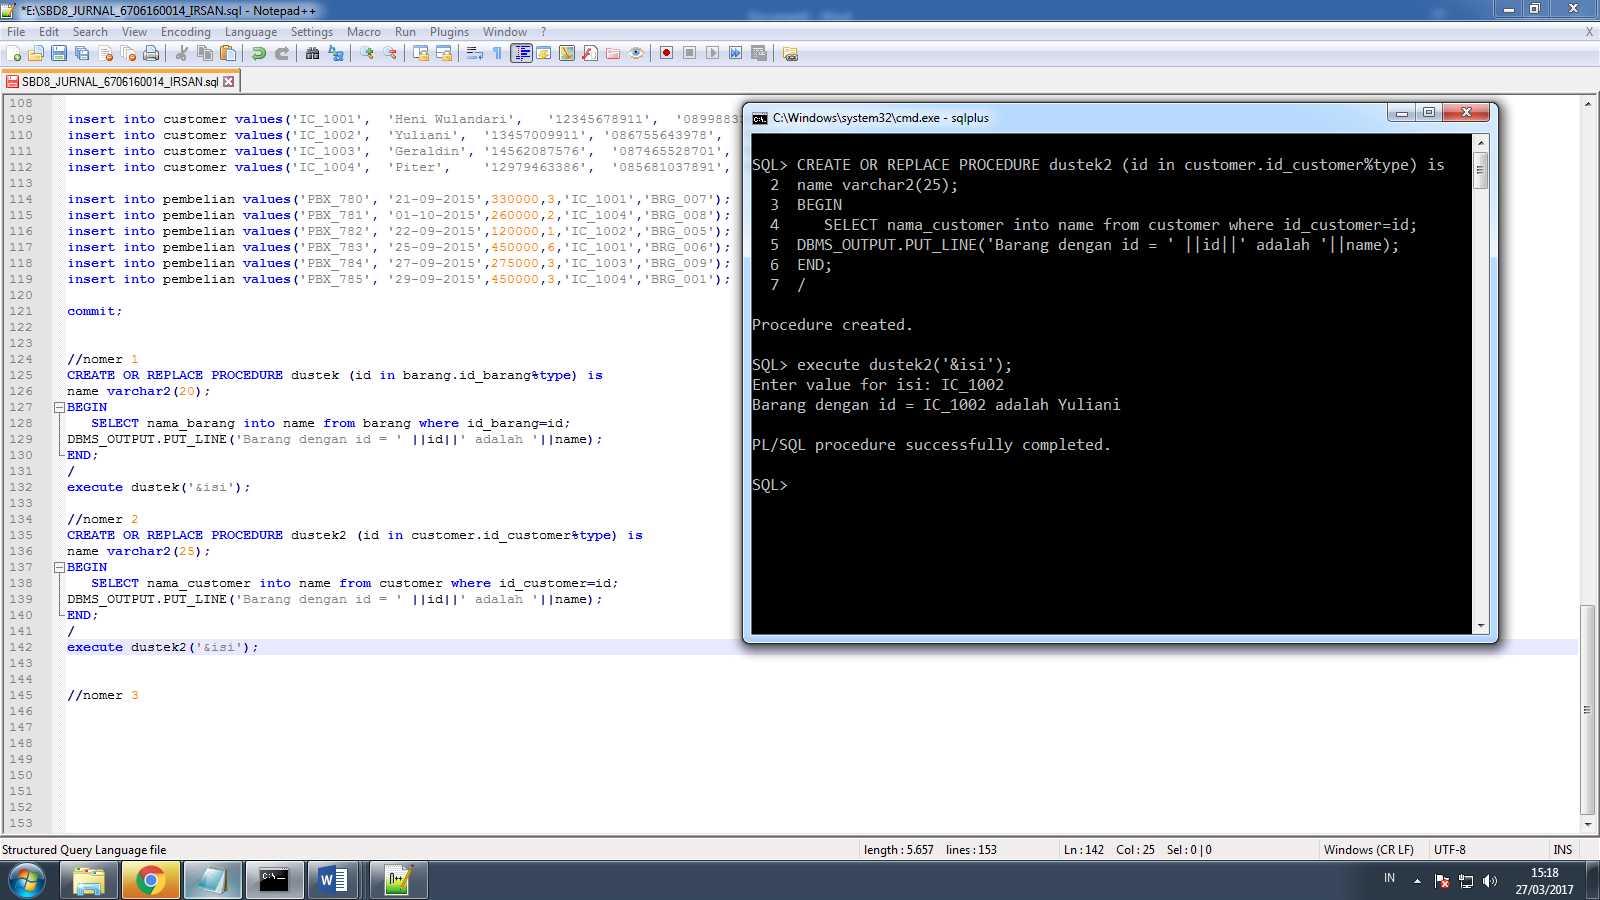 *E:\SBD8_JURNAL_6706160014_IRSAN.sql - Notepad++
File Edit Search View Encoding Language Settings Macro Run Plugins Window ? X
SBD8_JURNAL_6706160014_IRSAN.sql
108
109 insert into customer values('IC_1001', 'Heni Wulandari', '12345678911', '0899883
110 insert into customer values('IC_1002', 'Yuliani', '13457009911', '086755643978',
111 insert into customer values('IC_1003', 'Geraldin', '14562087576', '087465528701',
112 insert into customer values('IC_1004', 'Piter', '12979463386', '085681037891',
113
114 insert into pembelian values('PBX_780', '21-09-2015',330000,3,'IC_1001','BRG_007');
115 insert into pembelian values('PBX_781', '01-10-2015',260000,2,'IC_1004','BRG_008');
116 insert into pembelian values('PBX_782', '22-09-2015',120000,1,'IC_1002','BRG_005');
117 insert into pembelian values('PBX_783', '25-09-2015',450000,6,'IC_1001','BRG_006');
118 insert into pembelian values('PBX_784', '27-09-2015',275000,3,'IC_1003','BRG_009');
119 insert into pembelian values('PBX_785', '29-09-2015',450000,3,'IC_1004','BRG_001');
120
121 commit;
122
123
124 //nomer 1
125 CREATE OR REPLACE PROCEDURE dustek (id in barang.id_barang%type) is
126 name varchar2(20);
127 BEGIN
128 SELECT nama_barang into name from barang where id_barang=id;
129 DBMS_OUTPUT.PUT_LINE('Barang dengan id = ' ||id||' adalah '||name);
130 END;
131 /
132 execute dustek('&isi');
133
134 //nomer 2
135 CREATE OR REPLACE PROCEDURE dustek2 (id in customer.id_customer%type) is
136 name varchar2(25);
137 BEGIN
138 SELECT nama_customer into name from customer where id_customer=id;
139 DBMS_OUTPUT.PUT_LINE('Barang dengan id = ' ||id||' adalah '||name);
140 END;
141 /
142 execute dustek2('&isi');
143
144
145 //nomer 3
146
147
148
149
150
151
152
153
C:\Windows\system32\cmd.exe - sqlplus
SQL> CREATE OR REPLACE PROCEDURE dustek2 (id in customer.id_customer%type) is
2 name varchar2(25);
3 BEGIN
4 SELECT nama_customer into name from customer where id_customer=id;
5 DBMS_OUTPUT.PUT_LINE('Barang dengan id = ' ||id||' adalah '||name);
6 END;
7 /
Procedure created.
SQL> execute dustek2('&isi');
Enter value for isi: IC_1002
Barang dengan id = IC_1002 adalah Yuliani
PL/SQL procedure successfully completed.
SQL>
Structured Query Language file length : 5.657 lines : 153 Ln : 142 Col : 25 Sel : 0 | 0 Windows (CR LF) UTF-8 INS
IN 15:18
27/03/2017